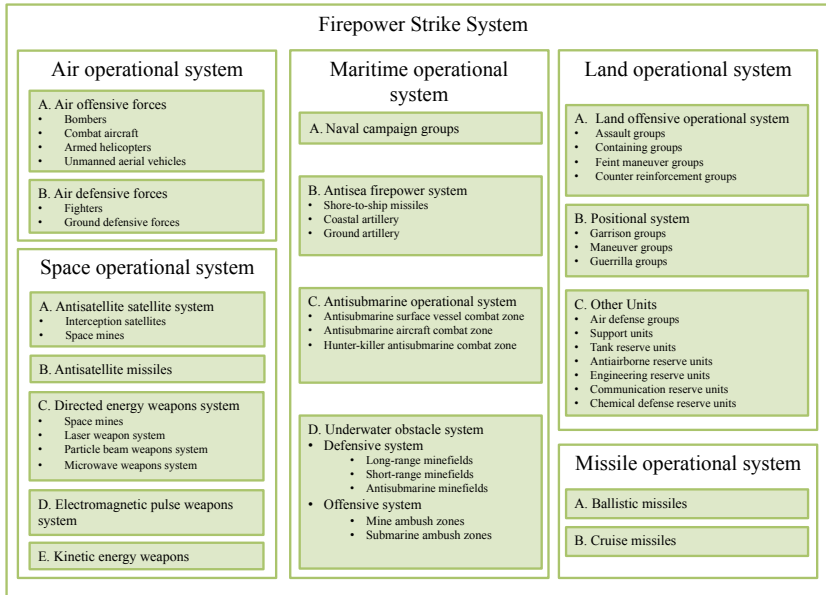 Firepower Strike System
Air operational system
A. Air offensive forces
• Bombers
• Combat aircraft
• Armed helicopters
• Unmanned aerial vehicles
B. Air defensive forces
• Fighters
• Ground defensive forces
Space operational system
A. Antisatellite satellite system
• Interception satellites
• Space mines
B. Antisatellite missiles
C. Directed energy weapons system
• Space mines
• Laser weapon system
• Particle beam weapons system
• Microwave weapons system
D. Electromagnetic pulse weapons
system
E. Kinetic energy weapons
Maritime operational
system
A. Naval campaign groups
B. Antisea firepower system
• Shore-to-ship missiles
• Coastal artillery
• Ground artillery
C. Antisubmarine operational system
• Antisubmarine surface vessel combat zone
• Antisubmarine aircraft combat zone
• Hunter-killer antisubmarine combat zone
D. Underwater obstacle system
• Defensive system
• Long-range minefields
• Short-range minefields
• Antisubmarine minefields
• Offensive system
• Mine ambush zones
• Submarine ambush zones
Land operational system
A. Land offensive operational system
• Assault groups
• Containing groups
• Feint maneuver groups
• Counter reinforcement groups
B. Positional system
• Garrison groups
• Maneuver groups
• Guerrilla groups
C. Other Units
• Air defense groups
• Support units
• Tank reserve units
• Antiairborne reserve units
• Engineering reserve units
• Communication reserve units
• Chemical defense reserve units
Missile operational system
A. Ballistic missiles
B. Cruise missiles